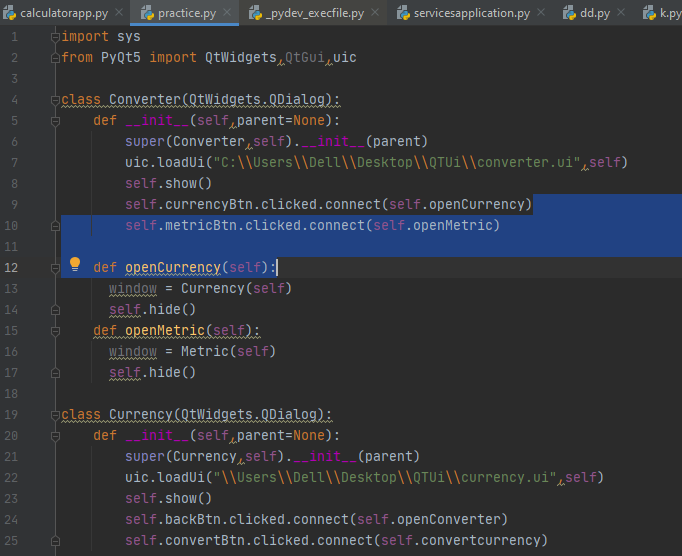 calculatorapp.py practice.py _pydev_execfile.py servicesapplication.py dd.py k.py
1 import sys
2 from PyQt5 import QtWidgets,QtGui,uic
3
4 class Converter(QtWidgets.QDialog):
5 def __init__(self,parent=None):
6 super(Converter,self).__init__(parent)
7 uic.loadUi("C:\\Users\\Dell\\Desktop\\QTUi\\converter.ui",self)
8 self.show()
9 self.currencyBtn.clicked.connect(self.openCurrency)
10 self.metricBtn.clicked.connect(self.openMetric)
11
12 def openCurrency(self):
13 window = Currency(self)
14 self.hide()
15 def openMetric(self):
16 window = Metric(self)
17 self.hide()
18
19 class Currency(QtWidgets.QDialog):
20 def __init__(self,parent=None):
21 super(Currency,self).__init__(parent)
22 uic.loadUi("\\Users\\Dell\\Desktop\\QTUi\\currency.ui",self)
23 self.show()
24 self.backBtn.clicked.connect(self.openConverter)
25 self.convertBtn.clicked.connect(self.convertcurrency)